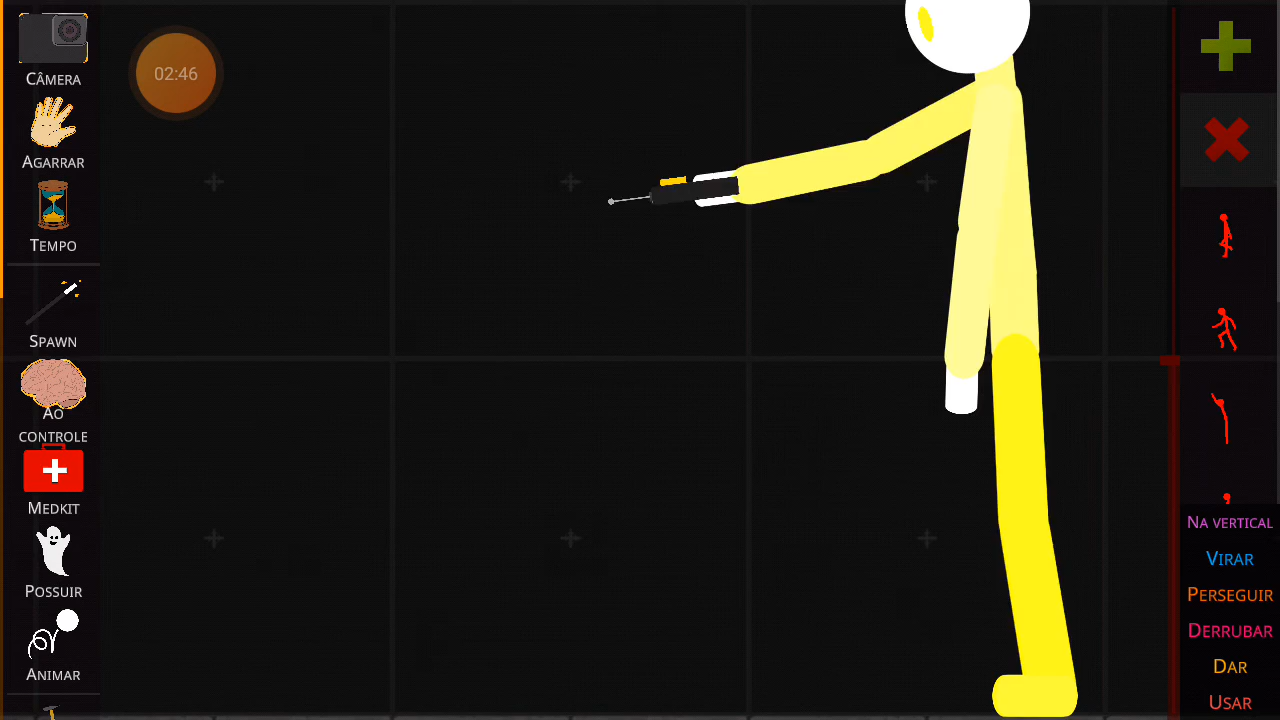 CÂMERA
02:46
AGARRAR
TEMPO
SPAWN
AO
CONTROLE
MEDKIT
POSSUIR
ANIMAR
NA VERTICAL
VIRAR
PERSEGUIR
DERRUBAR
DAR
USAR